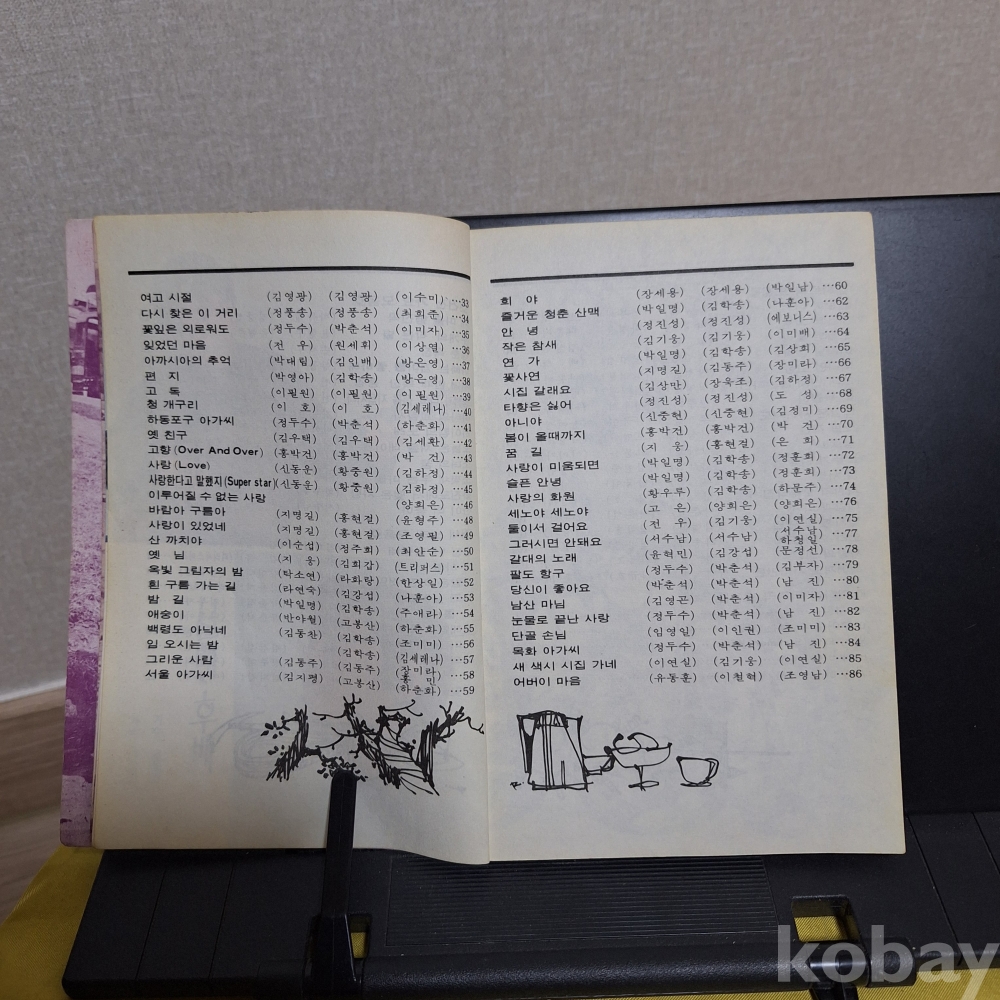 여고 시절 (김영광) (김영광) (이수미) …33
다시 찾은 이 거리 (정풍송) (정풍송) (최희준) …34
꽃잎은 외로워도 (정두수) (박춘석) (이미자) …35
잊었던 마음 (전 우) (원세휘) (이상열) …36
아까시아의 추억 (박대림) (김인배) (방은영) …37
편 지 (박영아) (김학송) (방은영) …38
고 독 (이필원) (이필원) (이필원) …39
청 개구리 (이 호) (이 호) (김세레나) …40
하동포구 아가씨 (정두수) (박춘석) (하춘화) …41
옛 친구 (김우택) (김우택) (김세환) …42
고향 (Over And Over) (홍박건) (홍박건) (박 건) …43
사랑 (Love) (신동운) (황중원) (김하정) …44
사랑한다고 말했지 (Super star) (신동운) (황중원) (김하정) …45
이루어질 수 없는 사랑 (양희은) …46
바람아 구름아 (지명길) (홍현걸) (윤형주) …48
사랑이 있었네 (지명길) (홍현걸) (조영필) …49
산 까치야 (이순섭) (정주희) (최안순) …50
옛 님 (지 웅) (김희갑) (트리퍼스) …51
옥빛 그림자의 밤 (탁소연) (라화랑) (한상일) …52
흰 구름 가는 길 (라연숙) (김강섭) (나훈아) …53
밤 길 (박일명) (김학송) (주애라) …54
애숭이 (반야월) (고봉산) (하춘화) …55
백령도 아낙네 (김동찬) (김학송) (조미미) …56
임 오시는 밤 (김학송) (김세레나) …57
그리운 사람 (김동주) (김동주) (장미라) (홍 민) …58
서울 아가씨 (김지평) (고봉산) (하춘화) …59
희 야 (장세용) (장세용) (박일남) …60
즐거운 청춘 산맥 (박일명) (김학송) (나훈아) …62
안 녕 (정진성) (정진성) (에보니스) …63
작은 참새 (김기웅) (김기웅) (이미배) …64
연 가 (박일명) (김학송) (김상희) …65
꽃사연 (지명길) (김동주) (장미라) …66
시집 갈래요 (김상만) (장욱조) (김하정) …67
타향은 싫어 (정진성) (정진성) (도 성) …68
아니야 (신중현) (신중현) (김정미) …69
봄이 올때까지 (홍박건) (홍박건) (박 건) …70
꿈 길 (지 웅) (홍현걸) (은 희) …71
사랑이 미움되면 (박일명) (김학송) (정훈희) …72
슬픈 안녕 (박일명) (김학송) (정훈희) …73
사랑의 화원 (황우루) (김학송) (하문주) …74
세노야 세노야 (고 은) (양희은) (양희은) …76
둘이서 걸어요 (전 우) (김기웅) (이연실) …75
그러시면 안돼요 (서수남) (서수남) (서수남 하청일) …77
갈대의 노래 (윤혁민) (김강섭) (문정선) …78
팔도 항구 (정두수) (박춘석) (김부자) …79
당신이 좋아요 (박춘석) (박춘석) (남 진) …80
남산 마님 (김영곤) (박춘석) (이미자) …81
눈물로 끝난 사랑 (정두수) (박춘석) (남 진) …82
단골 손님 (임영일) (이인권) (조미미) …83
목화 아가씨 (정두수) (박춘석) (남 진) …84
새 색시 시집 가네 (이연실) (김기웅) (이연실) …85
어버이 마음 (유동훈) (이철혁) (조영남) …86
kobay